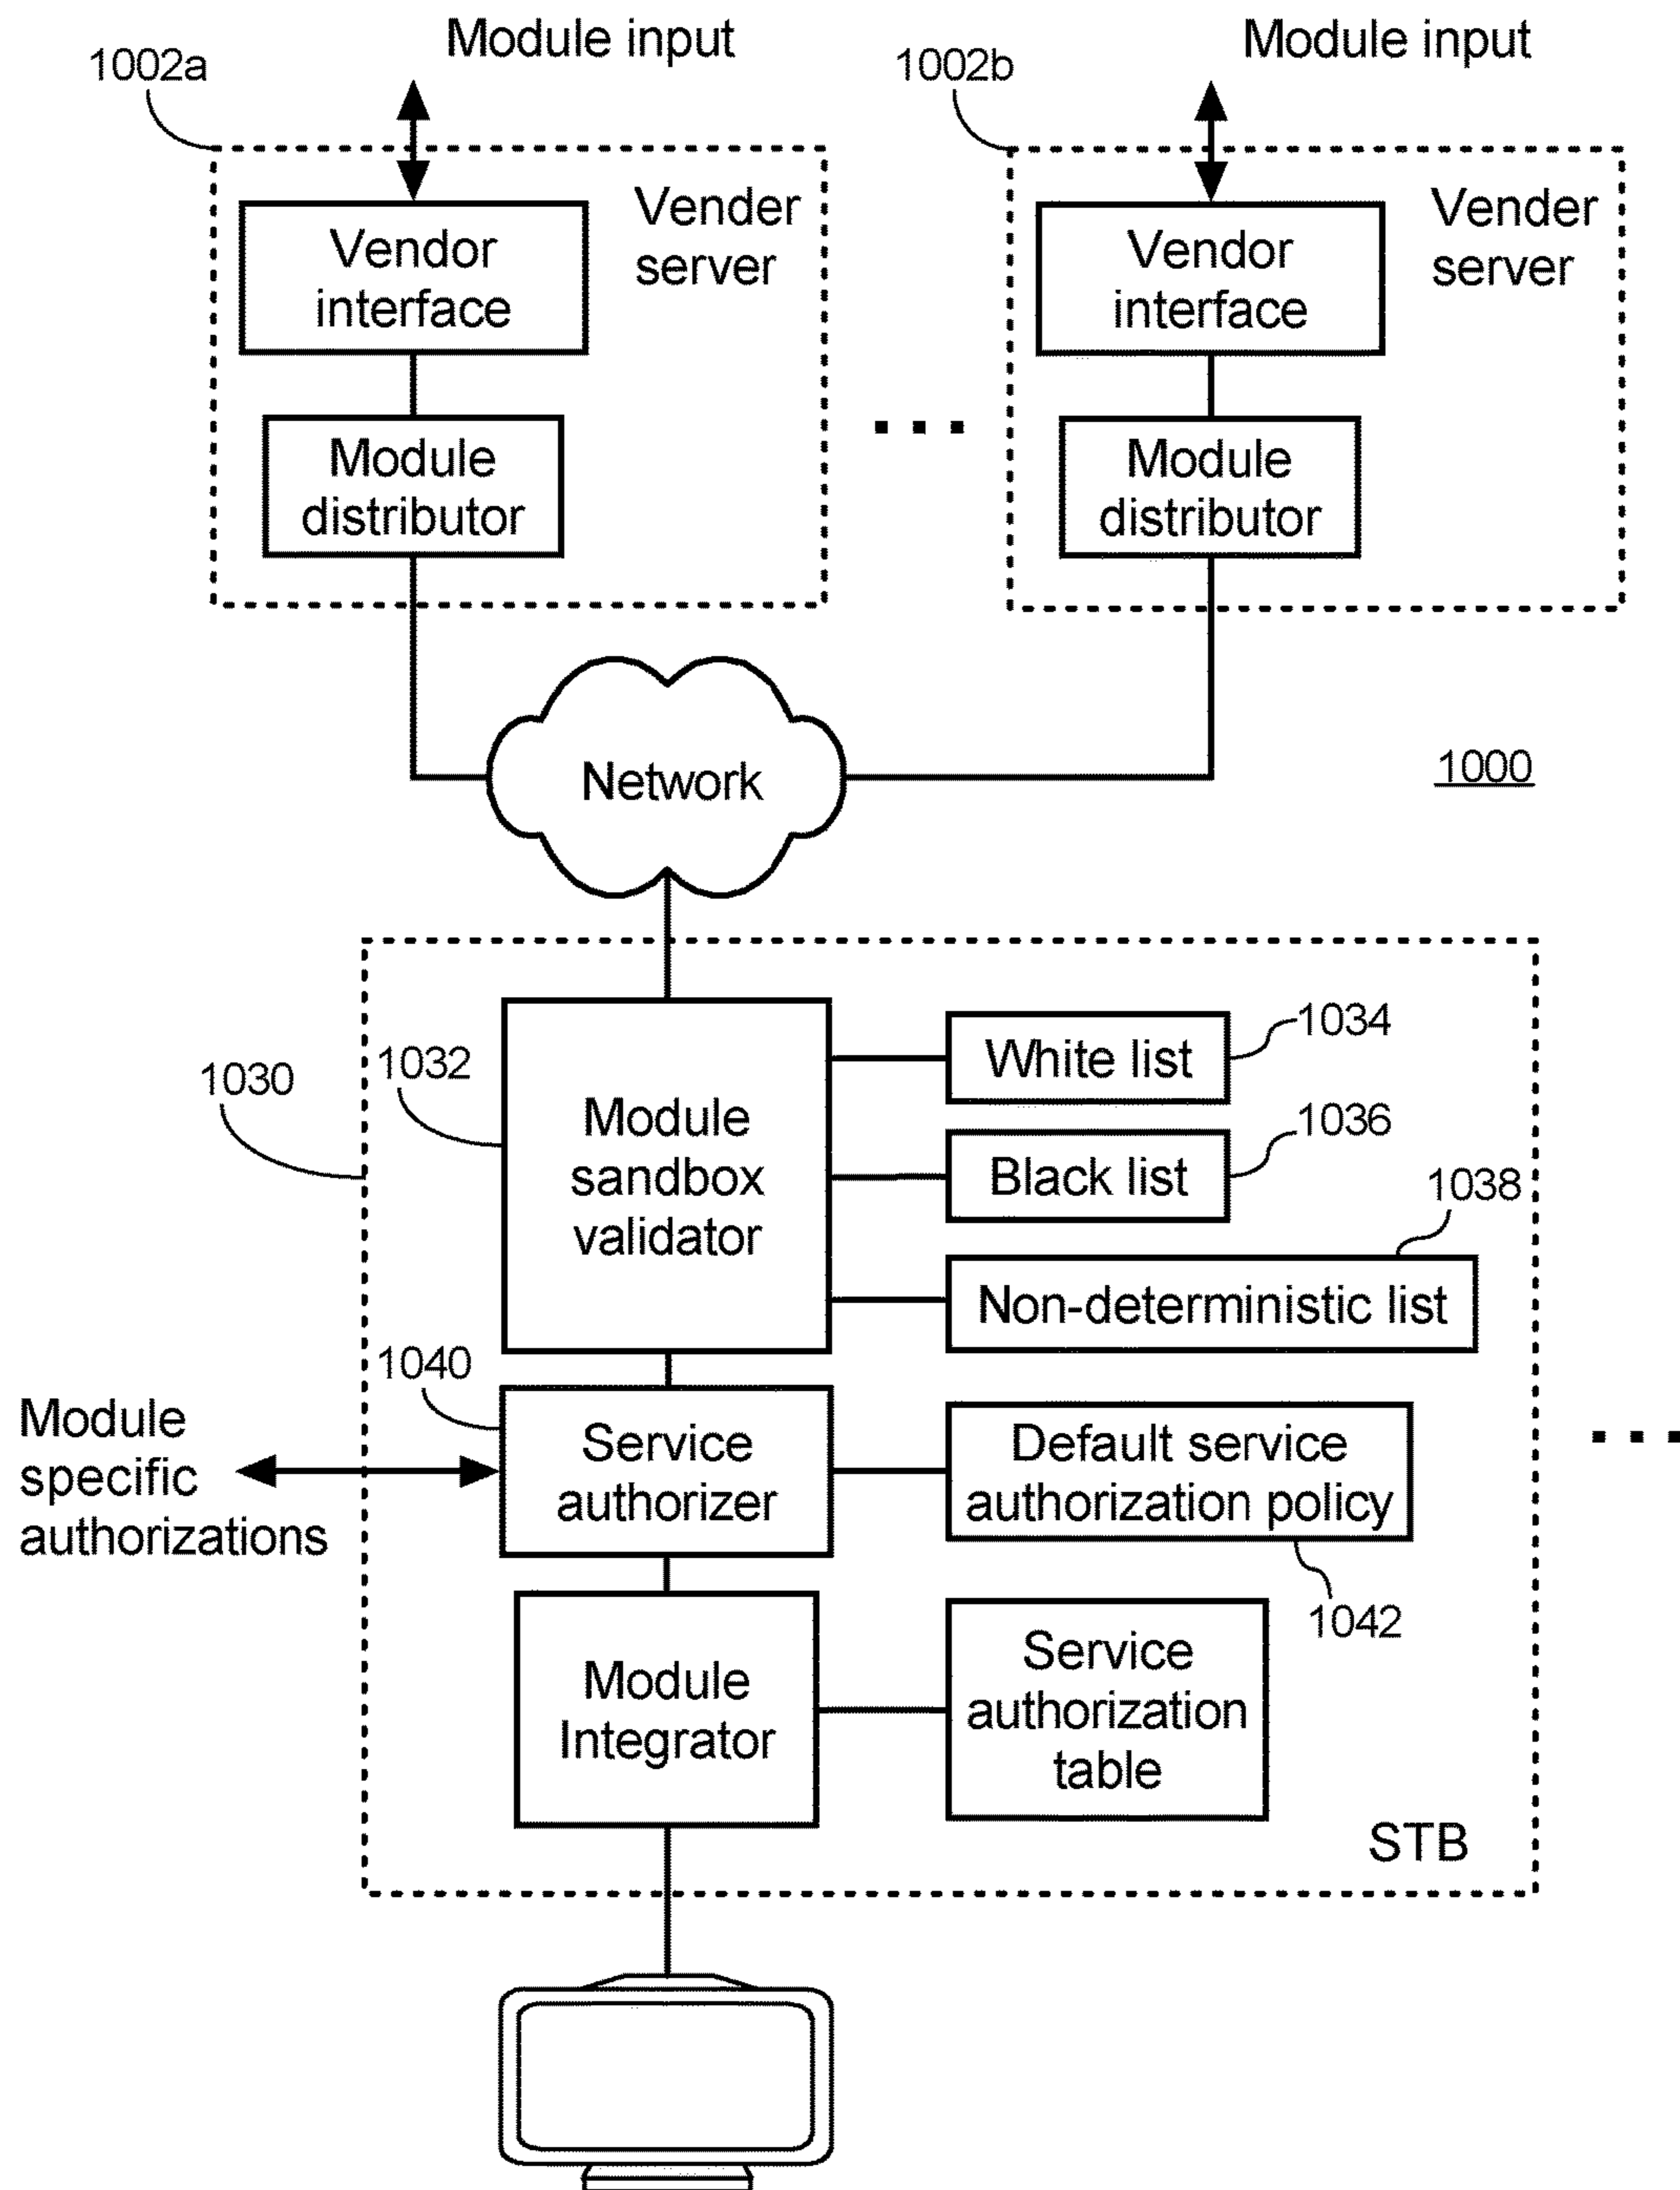 Module input
Module input
1002a
1002b
Vender
server
Vender
server
Vendor
interface
Vendor
interface
Module
distributor
Module
distributor
Network
1000
1030
1032
Module
sandbox
validator
White list
1034
Black list
1036
1038
Non-deterministic list
1040
Module
specific
authorizations
Service
authorizer
Default service
authorization policy
1042
Module
Integrator
Service
authorization
table
STB